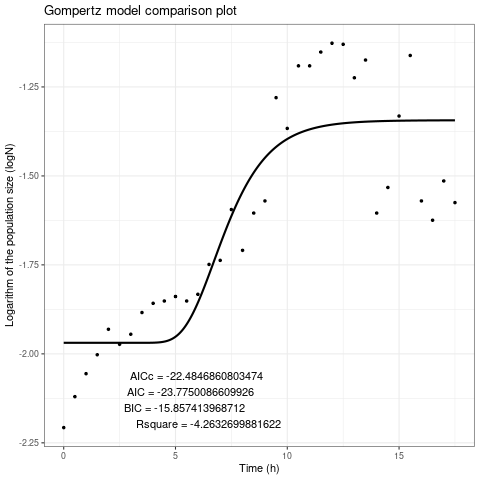 Gompertz model comparison plot
Logarithm of the population size (logN)
-1.25
-1.50
-1.75
-2.00
-2.25
AICc = -22.4846860803474
AIC = -23.7750086609926
BIC = -15.857413968712
Rsquare = -4.2632699881622
0 5 10 15
Time (h)